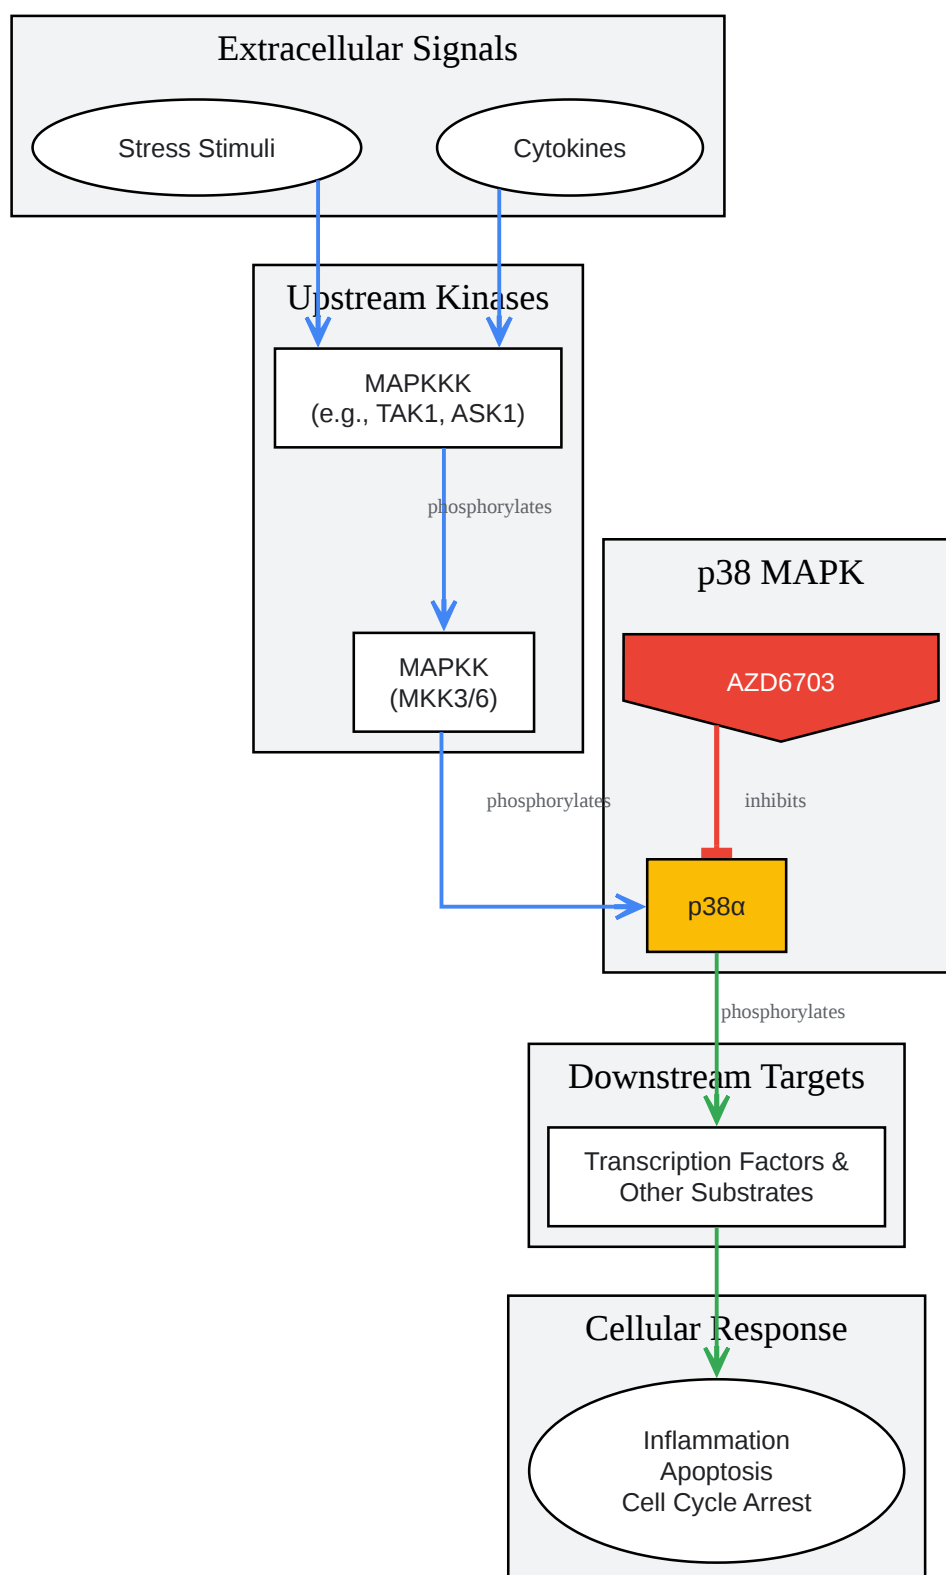 Extracellular Signals
Stress Stimuli
Cytokines
Upstream Kinases
MAPKKK
(e.g., TAK1, ASK1)
phosphorylates
MAPKK
(MKK3/6)
phosphorylates
p38 MAPK
AZD6703
inhibits
p38α
phosphorylates
Downstream Targets
Transcription Factors &
Other Substrates
Cellular Response
Inflammation
Apoptosis
Cell Cycle Arrest